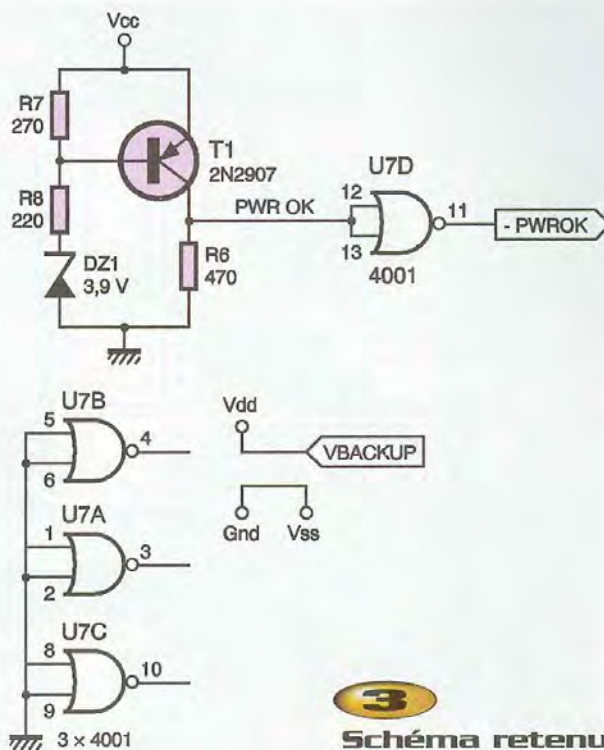 Vcc
R7
270
T1
2N2907
R8
220
DZ1
3,9 V
PWR OK
R6
470
U7D
12
13
11
4001
- PWROK
U7B
5
6
4
Vdd
VBACKUP
Gnd
Vss
U7A
1
2
3
U7C
8
9
10
3 x 4001
3
Schéma retenu